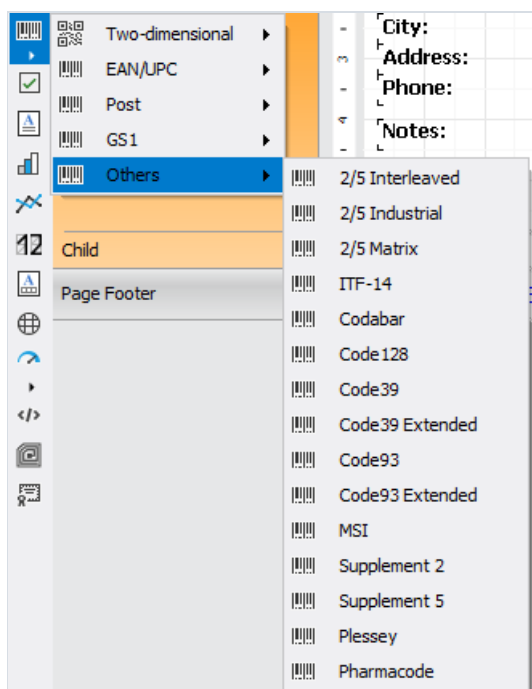 Two-dimensional
EAN/UPC
Post
GS1
Others
City:
Address:
Phone:
Notes:
3
4
Child
Page Footer
2/5 Interleaved
2/5 Industrial
2/5 Matrix
ITF-14
Codabar
Code128
Code39
Code39 Extended
Code93
Code93 Extended
MSI
Supplement 2
Supplement 5
Plessey
Pharmacode
12